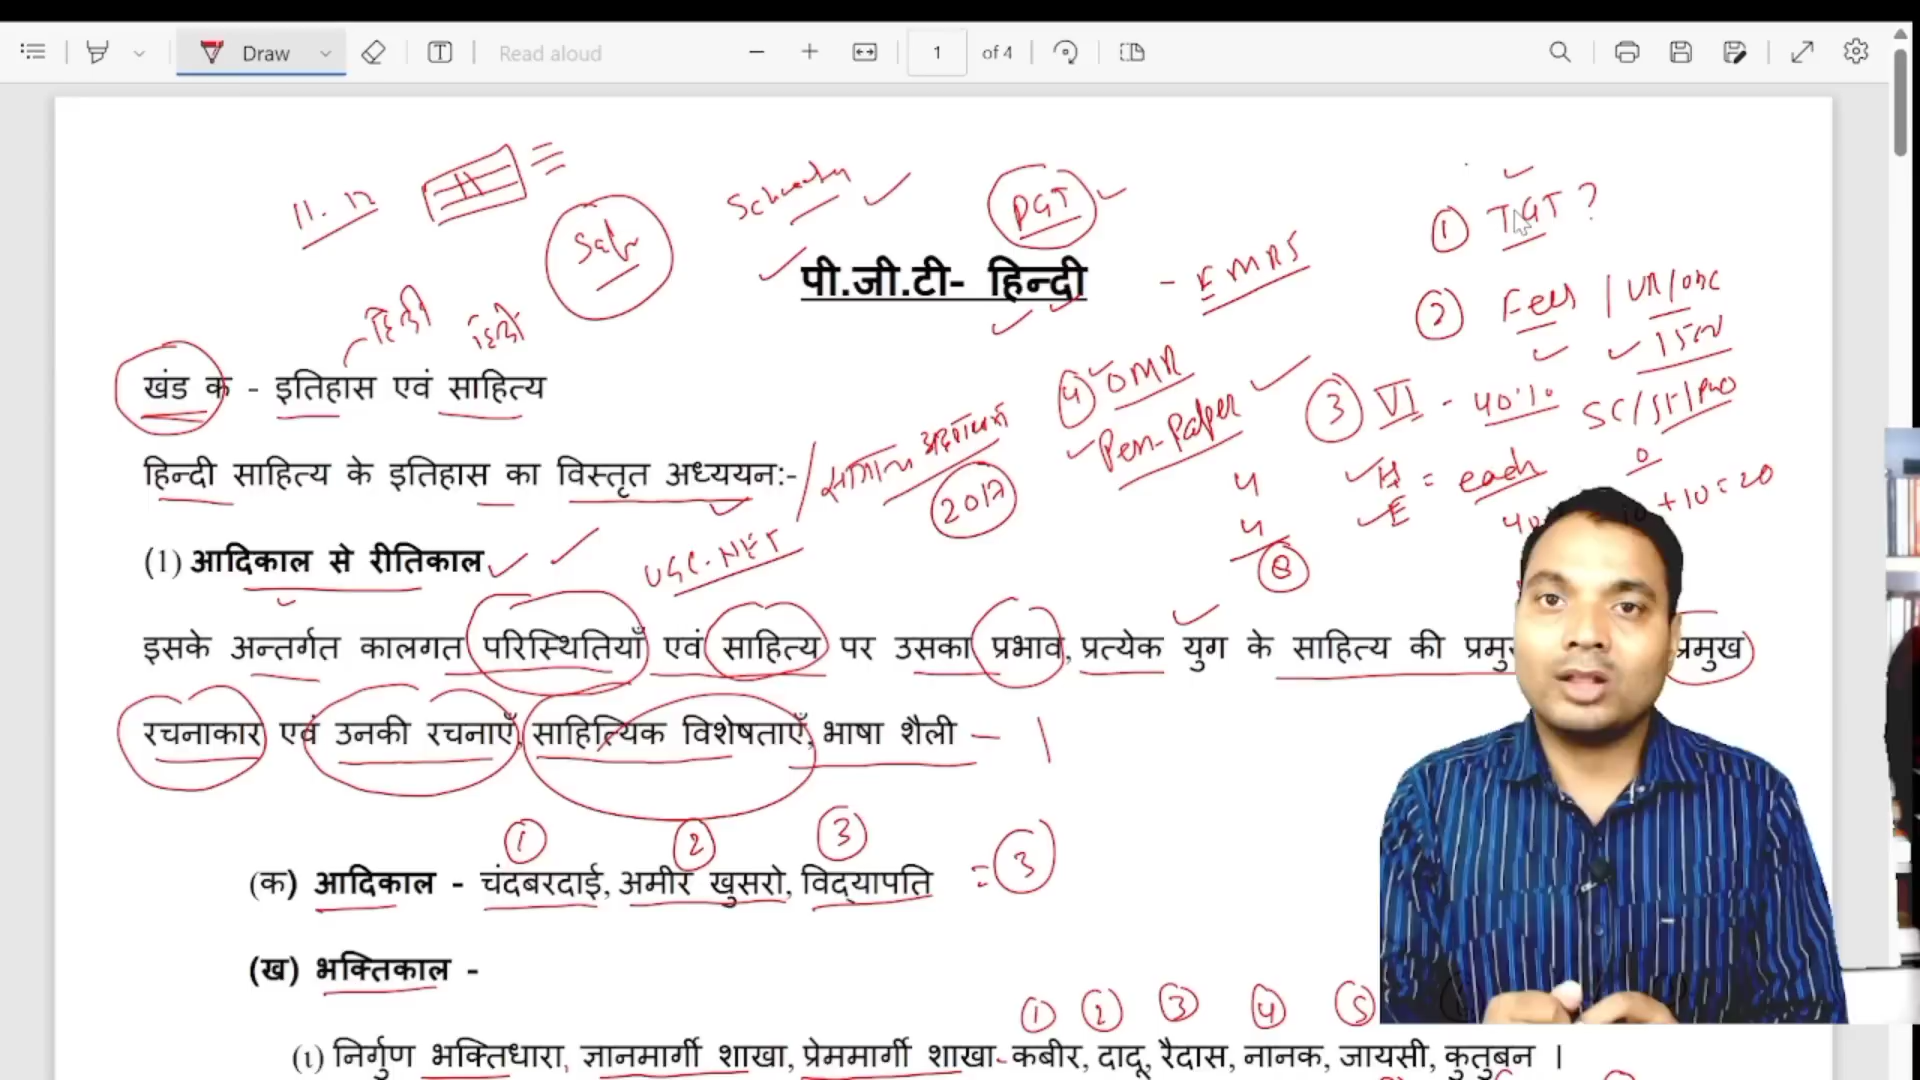 Draw
Read aloud
1 of 4
11. 12
PGT
① TGT ?
पी.जी.टी- हिन्दी
- EMRS
② Fees / UR/OBC
1500
हिंदी हिंदी
④ OMR
③ VI - 40%
SC/ST/PWD
0
Pen-Paper
खंड क - इतिहास एवं साहित्य
हिन्दी साहित्य के इतिहास का विस्तृत अध्ययन:-
2017
4
4
8
H
E = each
+10=20
UGC-NET
(1) आदिकाल से रीतिकाल
इसके अन्तर्गत कालगत परिस्थितियाँ एवं साहित्य पर उसका प्रभाव, प्रत्येक युग के साहित्य की प्रमुख
रचनाकार एवं उनकी रचनाएँ, साहित्यिक विशेषताएँ, भाषा शैली - 1
① ② ③
(क) आदिकाल - चंदबरदाई, अमीर खुसरो, विद्यापति = ③
(ख) भक्तिकाल -
① ② ③ ④ ⑤
(ι) निर्गुण भक्तिधारा, ज्ञानमार्गी शाखा, प्रेममार्गी शाखा- कबीर, दादू, रैदास, नानक, जायसी, कुतुबन ।